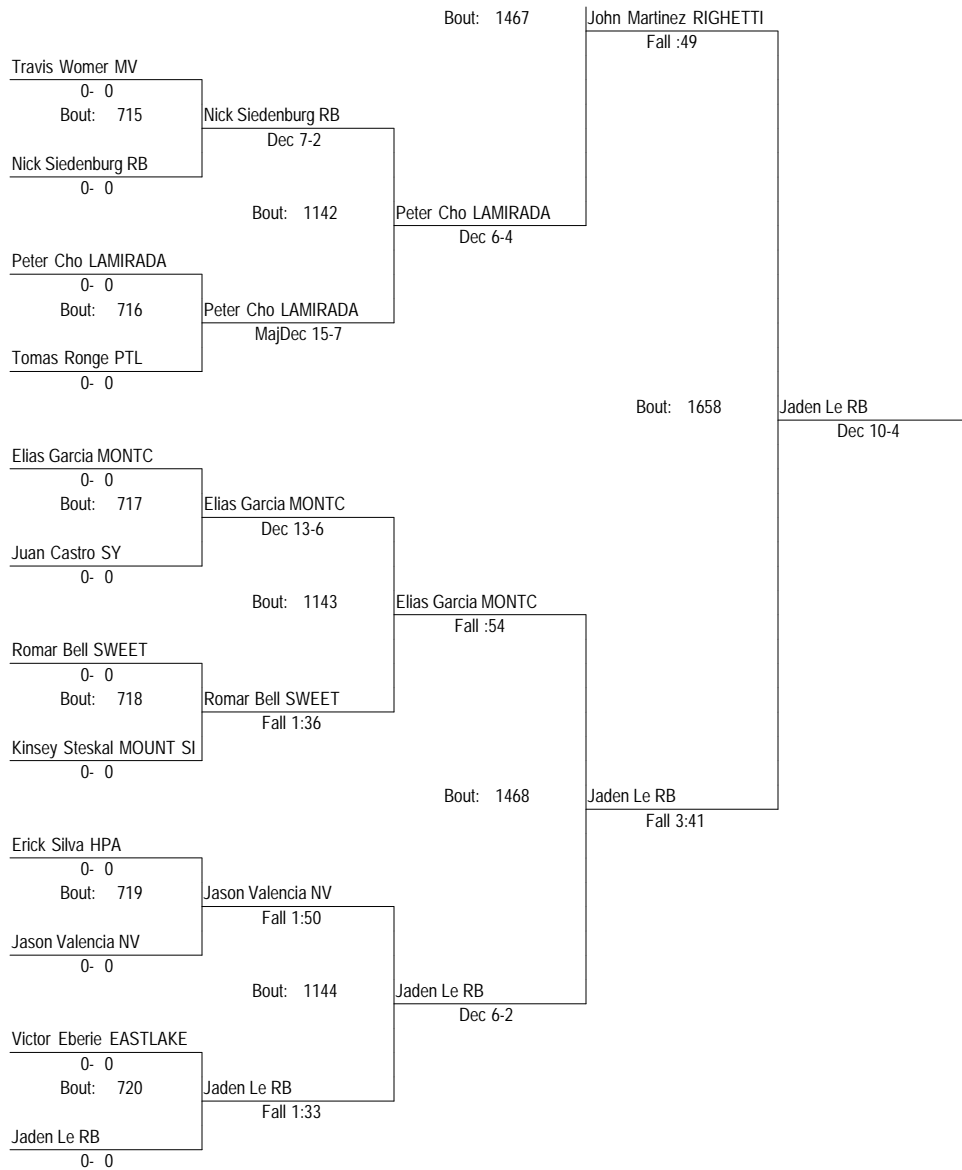 Bout: 1467
John Martinez RIGHETTI
Fall :49
Travis Womer MV
0- 0
Bout: 715
Nick Siedenburg RB
Dec 7-2
Nick Siedenburg RB
0- 0
Bout: 1142
Peter Cho LAMIRADA
Dec 6-4
Peter Cho LAMIRADA
0- 0
Bout: 716
Peter Cho LAMIRADA
MajDec 15-7
Tomas Ronge PTL
0- 0
Bout: 1658
Jaden Le RB
Dec 10-4
Elias Garcia MONTC
0- 0
Bout: 717
Elias Garcia MONTC
Dec 13-6
Juan Castro SY
0- 0
Bout: 1143
Elias Garcia MONTC
Fall :54
Romar Bell SWEET
0- 0
Bout: 718
Romar Bell SWEET
Fall 1:36
Kinsey Steskal MOUNT SI
0- 0
Bout: 1468
Jaden Le RB
Fall 3:41
Erick Silva HPA
0- 0
Bout: 719
Jason Valencia NV
Fall 1:50
Jason Valencia NV
0- 0
Bout: 1144
Jaden Le RB
Dec 6-2
Victor Eberie EASTLAKE
0- 0
Bout: 720
Jaden Le RB
Fall 1:33
Jaden Le RB
0- 0